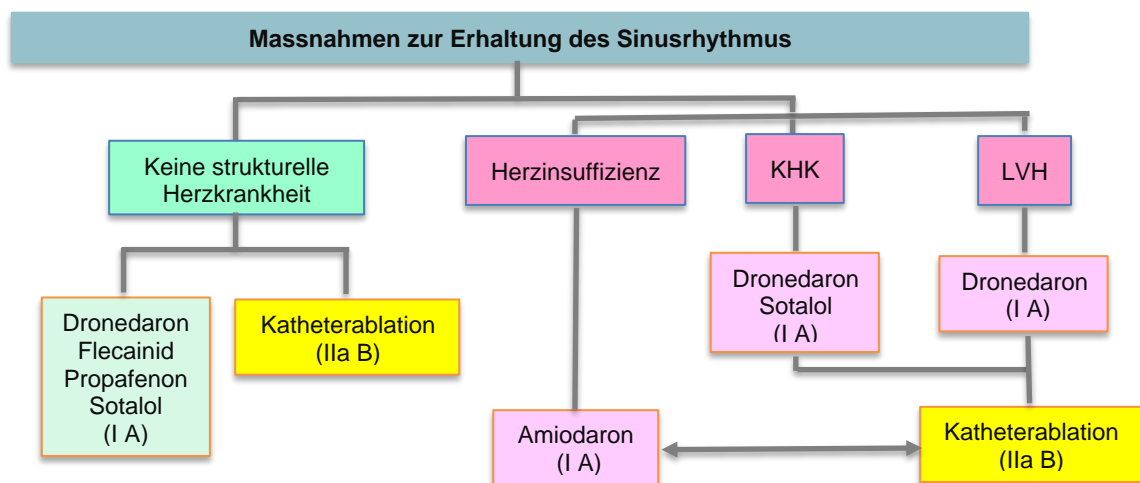 Massnahmen zur Erhaltung des Sinusrhythmus
Keine strukturelle
Herzkrankheit
Herzinsuffizienz
KHK
LVH
Dronedaron
Flecainid
Propafenon
Sotalol
(I A)
Katheterablation
(IIa B)
Dronedaron
Sotalol
(I A)
Dronedaron
(I A)
Amiodaron
(I A)
Katheterablation
(IIa B)